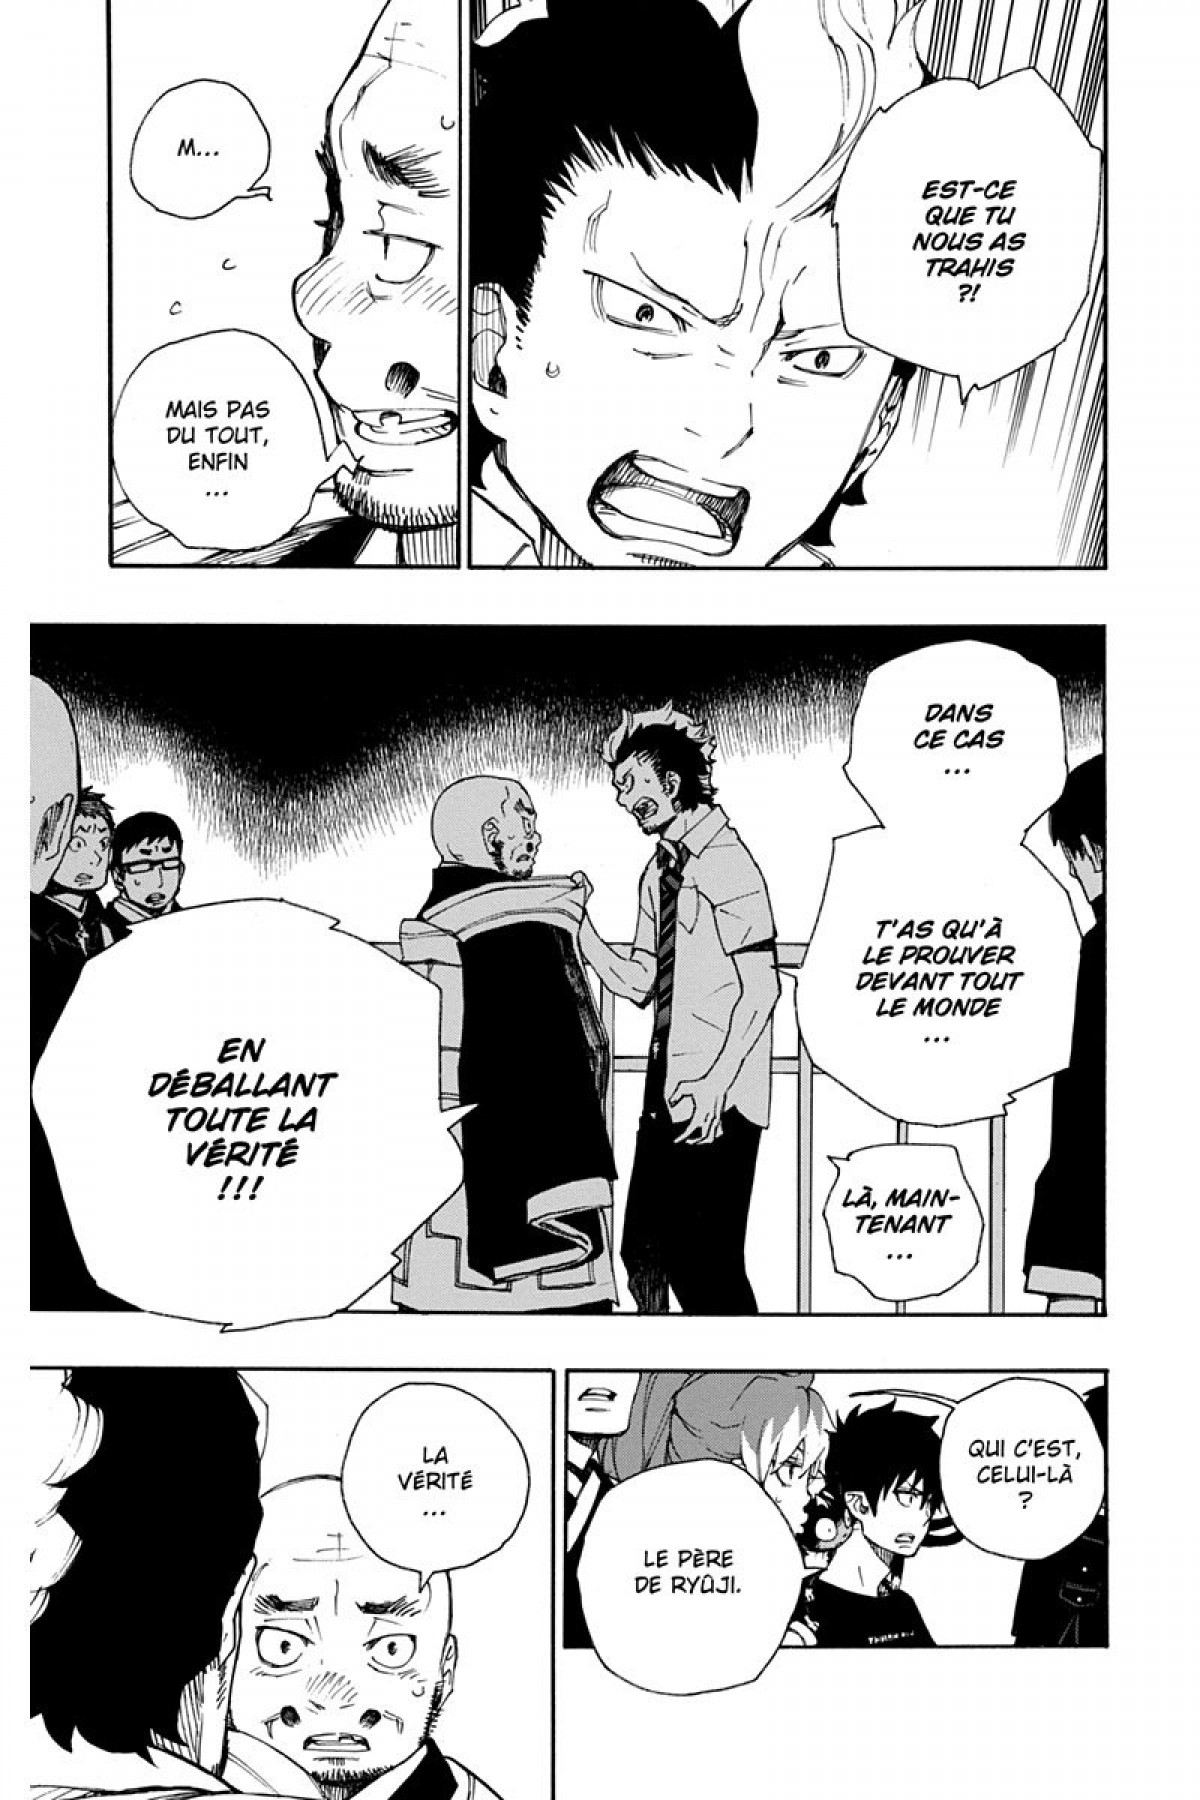 EST-CE
QUE TU
NOUS AS
TRAHIS
?!
M...
MAIS PAS
DU TOUT,
ENFIN
...
DANS
CE CAS
...
T'AS QU'À
LE PROUVER
DEVANT TOUT
LE MONDE
...
LÀ, MAIN-
TENANT
...
EN
DÉBALLANT
TOUTE LA
VÉRITÉ
!!!
QUI C'EST,
CELUI-LÀ
?
LE PÈRE
DE RYÛJI.
LA
VÉRITÉ
...